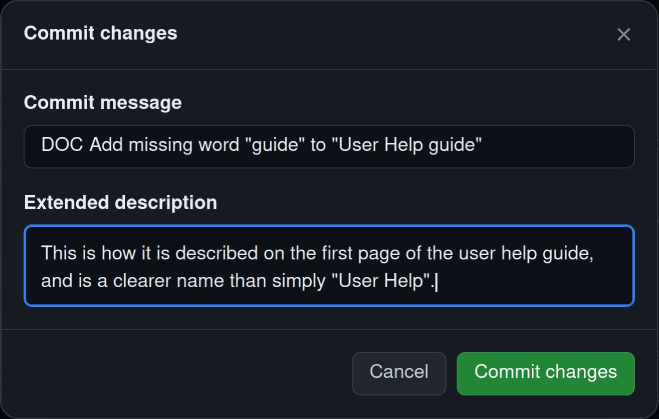 Commit changes
Commit message
DOC Add missing word "guide" to "User Help guide"
Extended description
This is how it is described on the first page of the user help guide,
and is a clearer name than simply "User Help".
Cancel
Commit changes